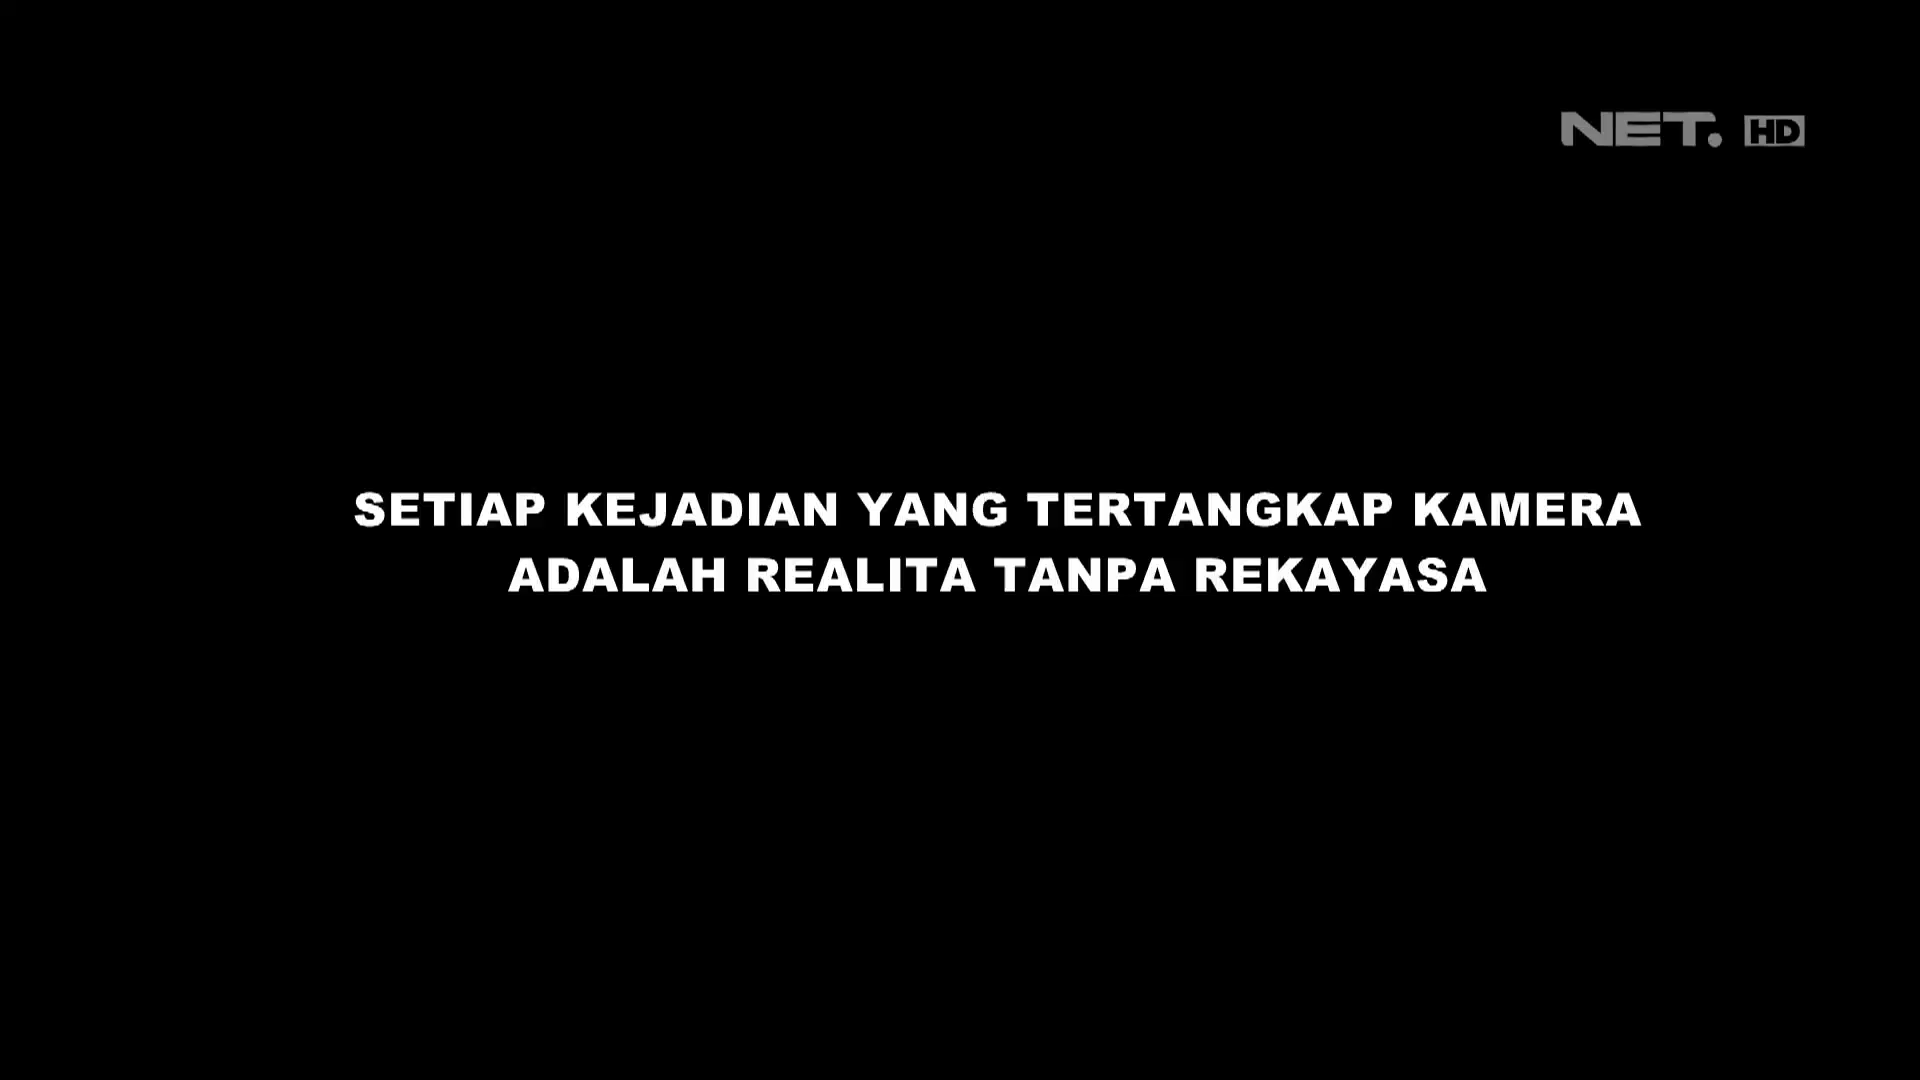 NET. HD
SETIAP KEJADIAN YANG TERTANGKAP KAMERA
ADALAH REALITA TANPA REKAYASA